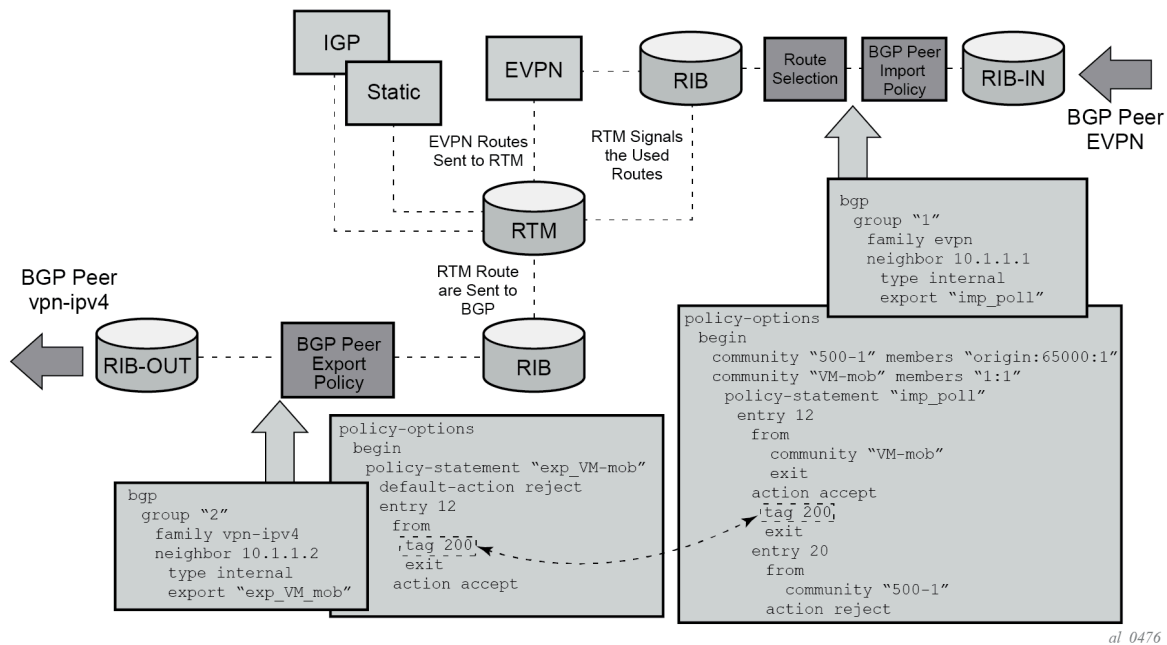 IGP
Static
EVPN
RIB
Route
Selection
BGP Peer
Import
Policy
RIB-IN
BGP Peer
EVPN
EVPN Routes
Sent to RTM
RTM Signals
the Used
Routes
RTM
RTM Route
are Sent to
BGP
BGP Peer
vpn-ipv4
RIB-OUT
BGP Peer
Export
Policy
RIB
bgp
group “1”
family evpn
neighbor 10.1.1.1
type internal
export “imp_poll”
policy-options
begin
community “500-1” members “origin:65000:1”
community “VM-mob” members “1:1”
policy-statement “imp_poll”
entry 12
from
community “VM-mob”
exit
action accept
tag 200
exit
entry 20
from
community “500-1”
action reject
policy-options
begin
policy-statement “exp_VM-mob”
default-action reject
entry 12
from
tag 200
exit
action accept
bgp
group “2”
family vpn-ipv4
neighbor 10.1.1.2
type internal
export “exp_VM_mob”
al_0476